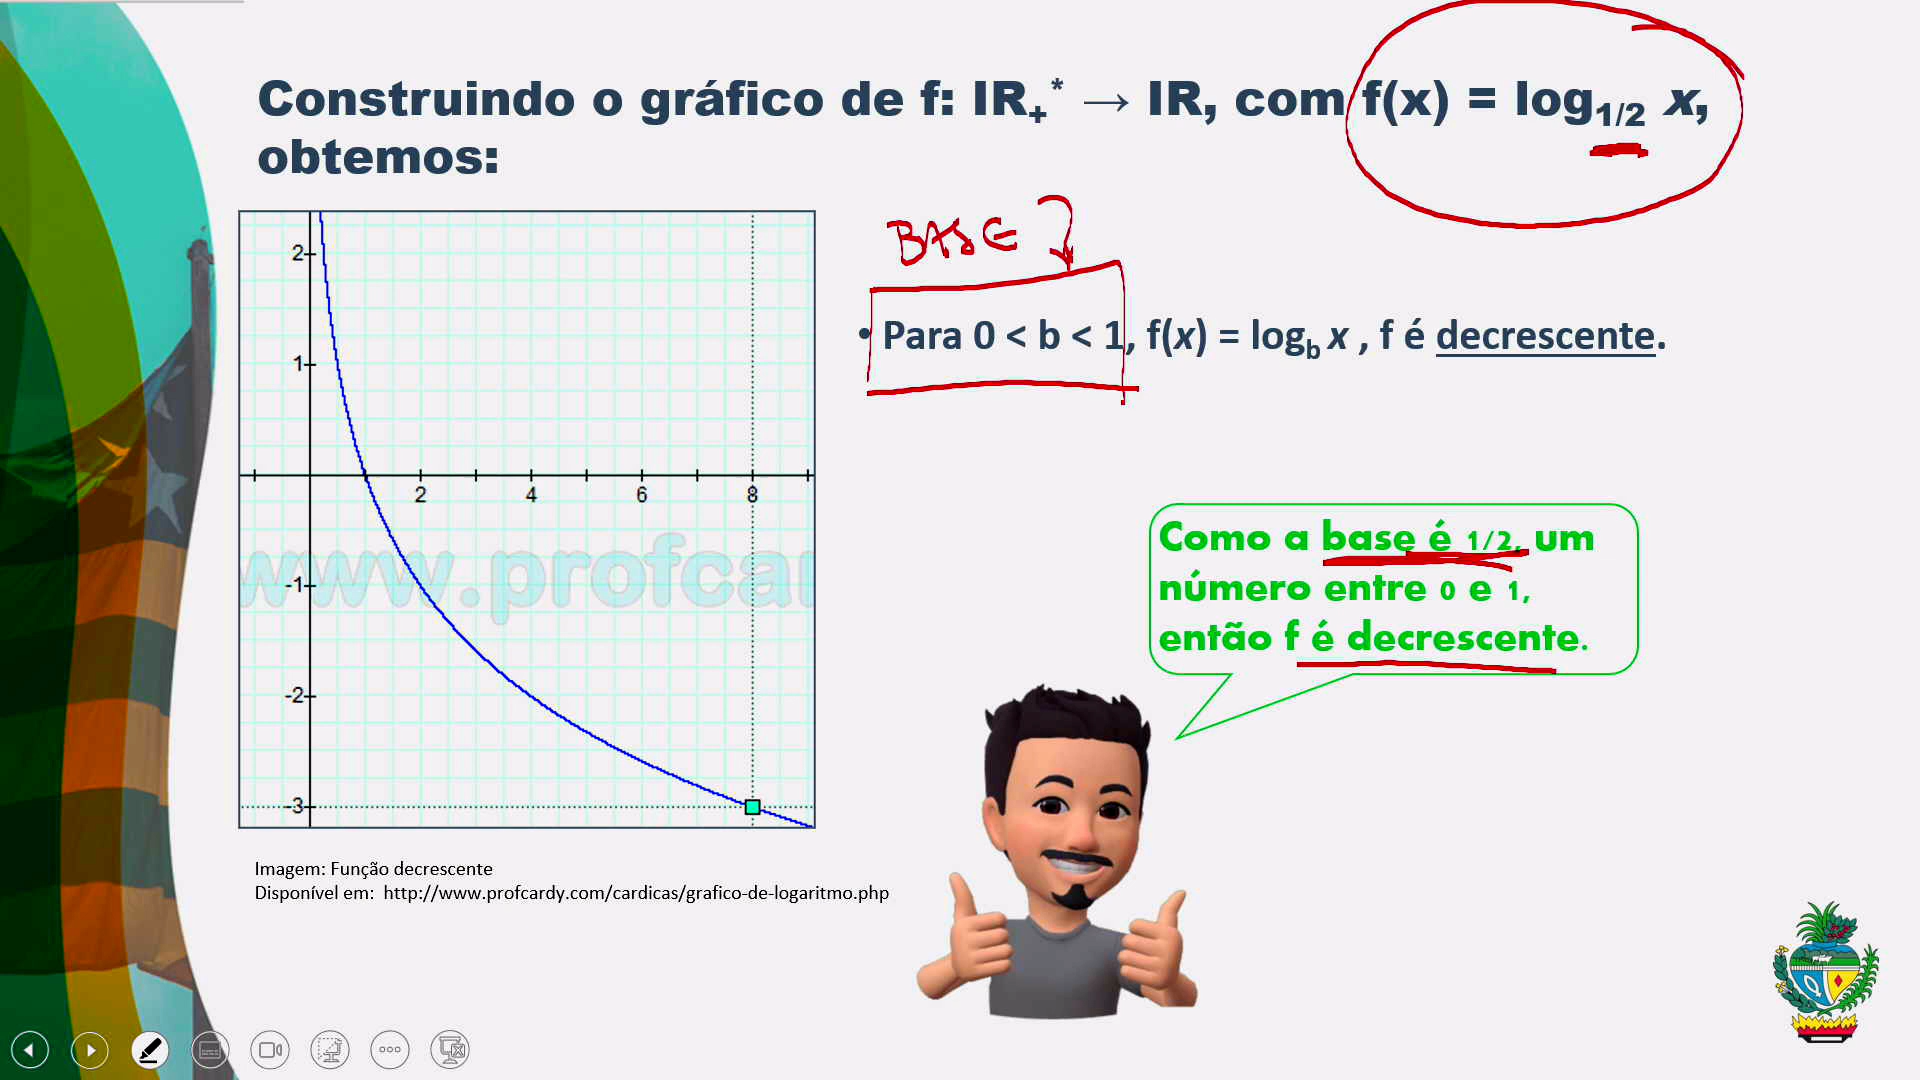 Construindo o gráfico de f: IR₊* → IR, com f(x) = log₁/₂ x,
obtemos:
BASE
• Para 0 < b < 1, f(x) = log_b x , f é decrescente.
2
1
2 4 6 8
-1
-2
-3
www.profcar
Como a base é 1/2, um
número entre 0 e 1,
então f é decrescente.
Imagem: Função decrescente
Disponível em: http://www.profcardy.com/cardicas/grafico-de-logaritmo.php